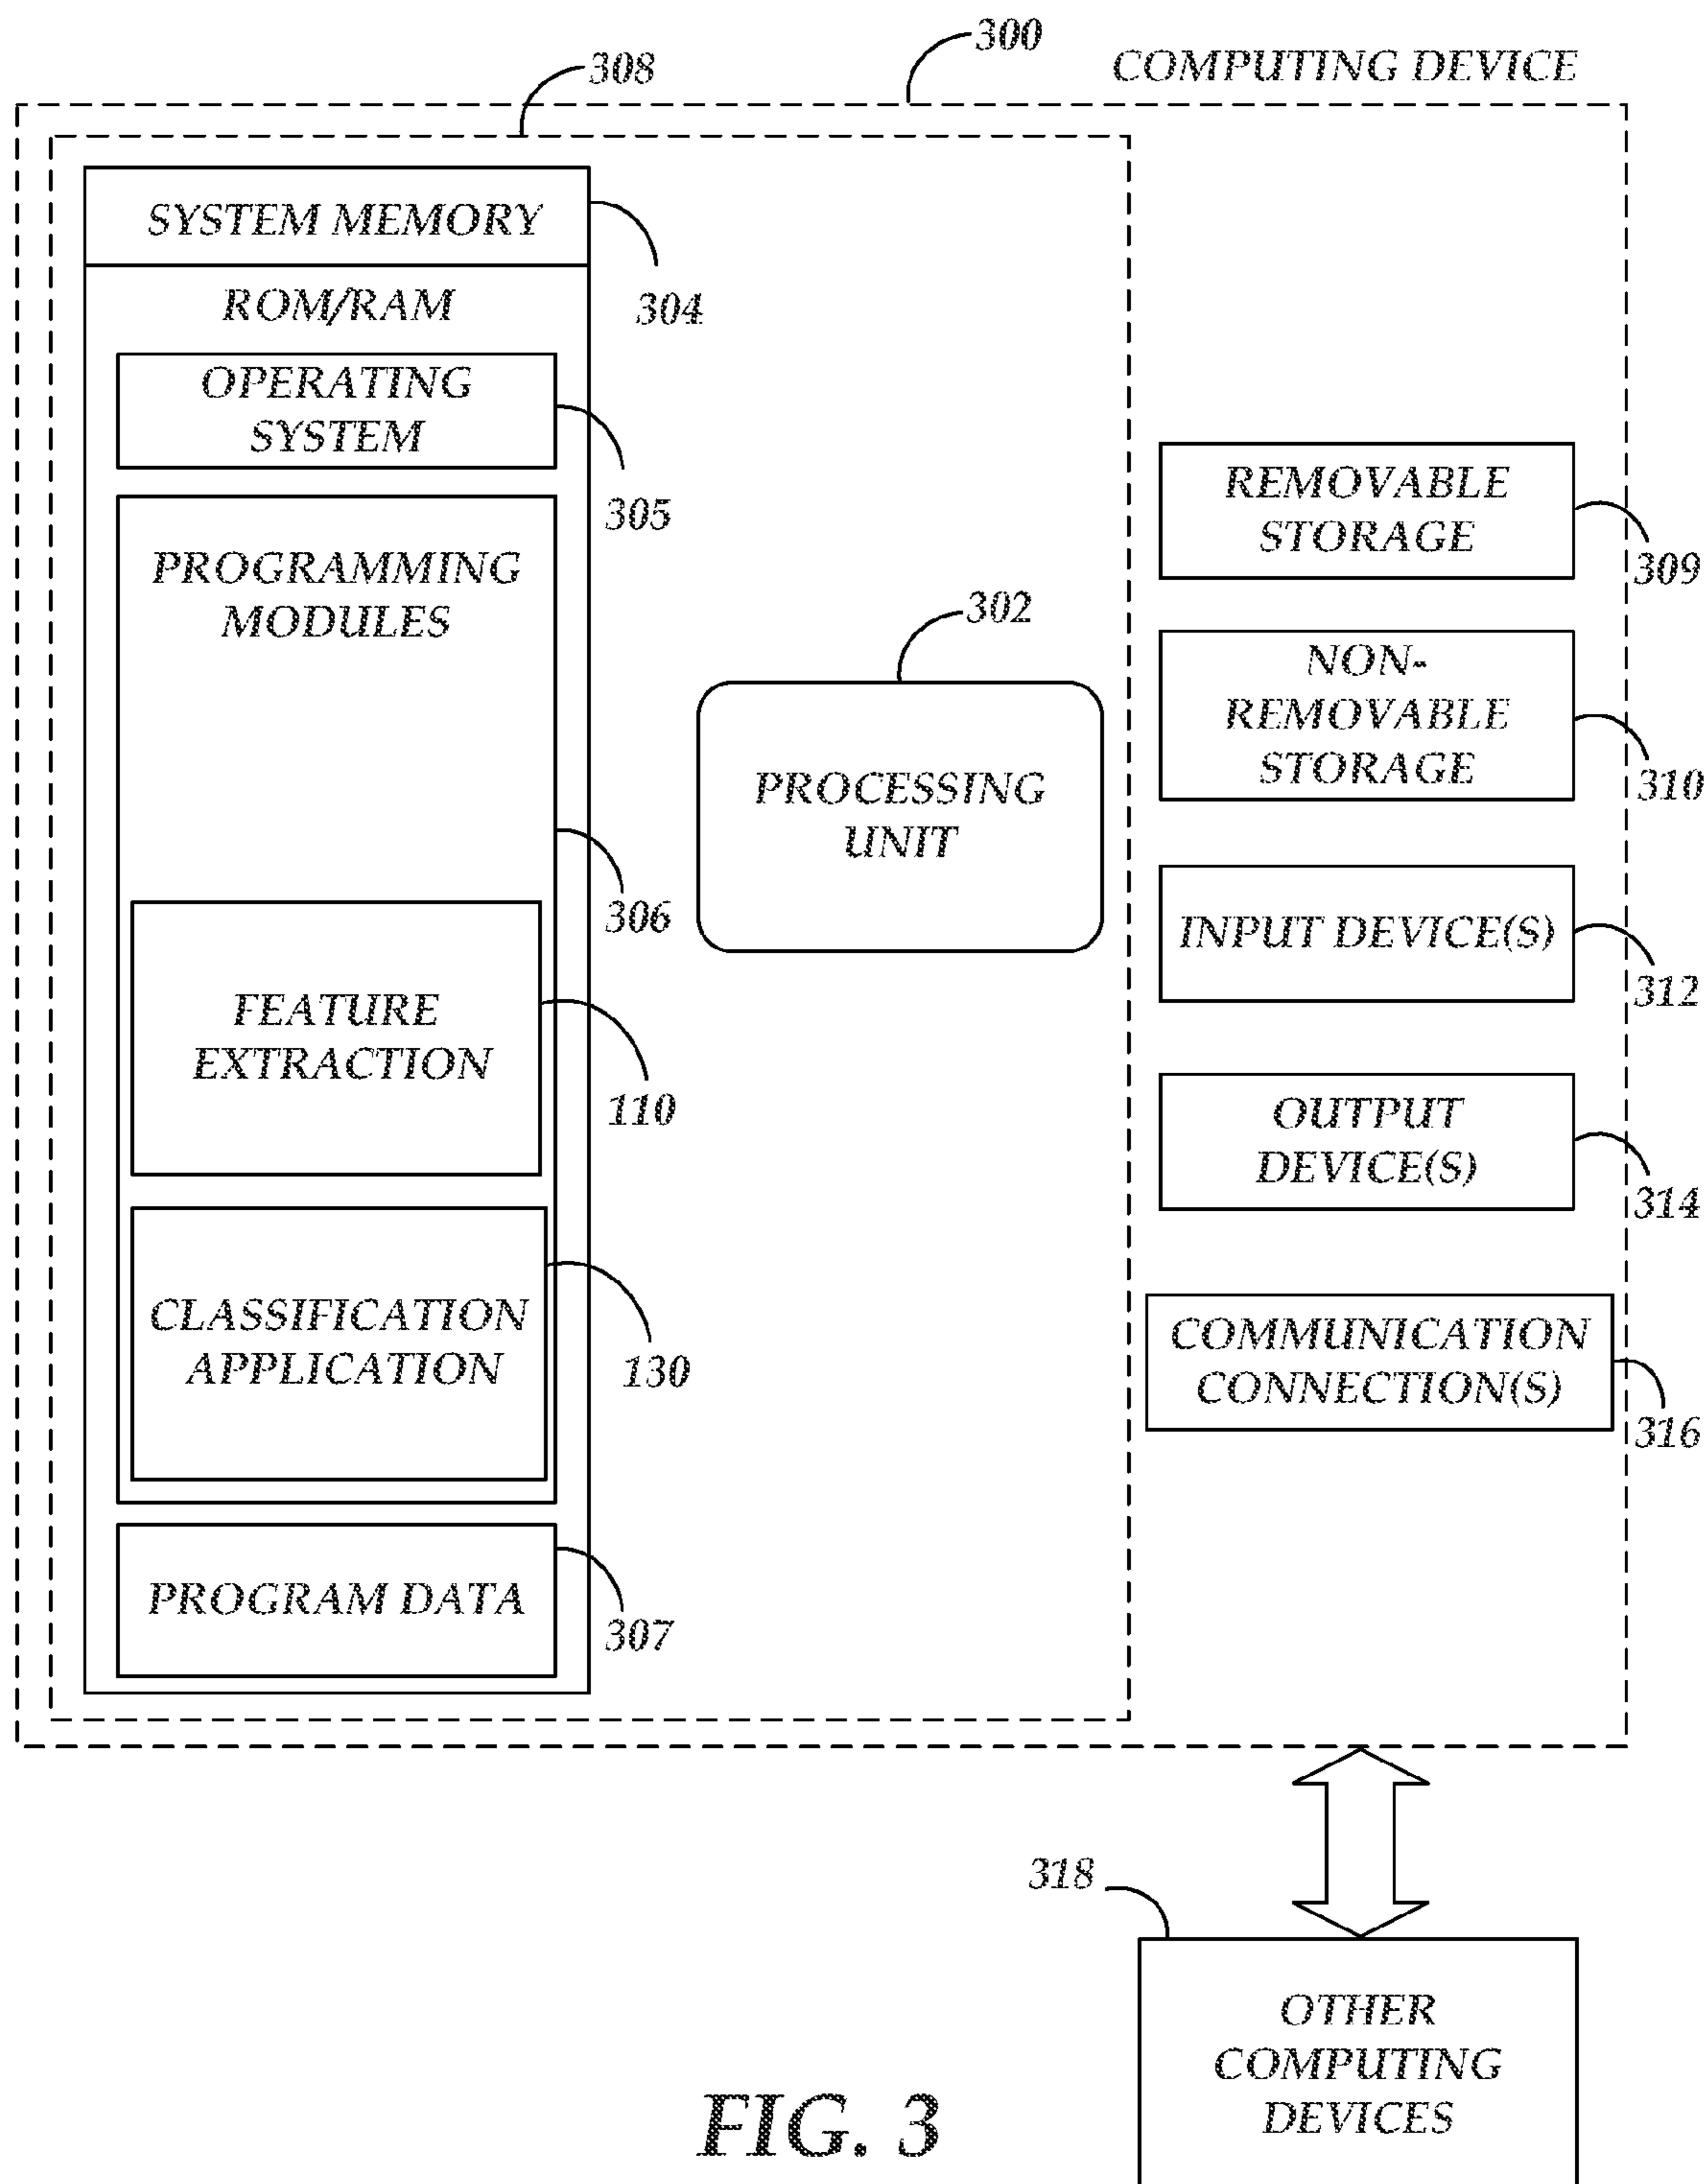 300
COMPUTING DEVICE
308
SYSTEM MEMORY
304
ROM/RAM
OPERATING
SYSTEM
305
PROGRAMMING
MODULES
306
FEATURE
EXTRACTION
110
CLASSIFICATION
APPLICATION
130
PROGRAM DATA
307
302
PROCESSING
UNIT
REMOVABLE
STORAGE
309
NON-
REMOVABLE
STORAGE
310
INPUT DEVICE(S)
312
OUTPUT
DEVICE(S)
314
COMMUNICATION
CONNECTION(S)
316
318
OTHER
COMPUTING
DEVICES
FIG. 3